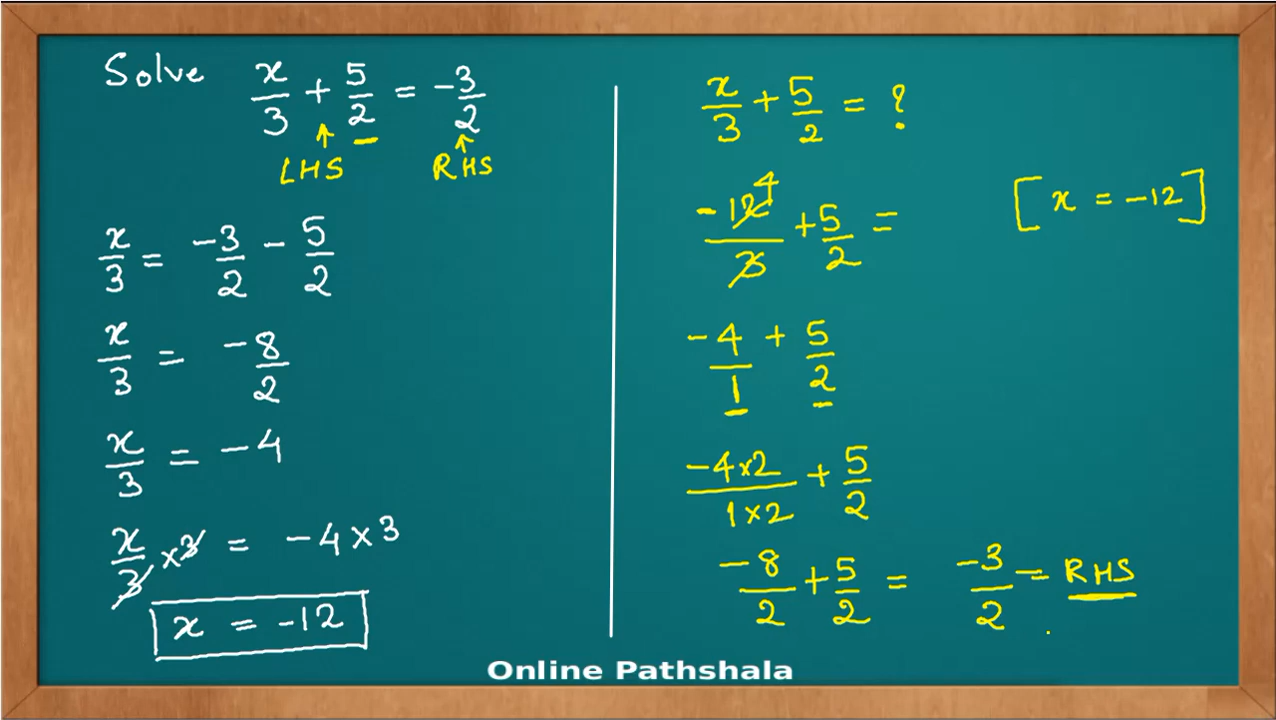 Solve x/3 + 5/2 = -3/2
LHS RHS
x/3 = -3/2 - 5/2
x/3 = -8/2
x/3 = -4
x/3 × 3 = -4 × 3
x = -12
x/3 + 5/2 = ?
-12 4/3 + 5/2 =
[x = -12]
-4/1 + 5/2
-4×2/1×2 + 5/2
-8/2 + 5/2 = -3/2 = RHS
Online Pathshala